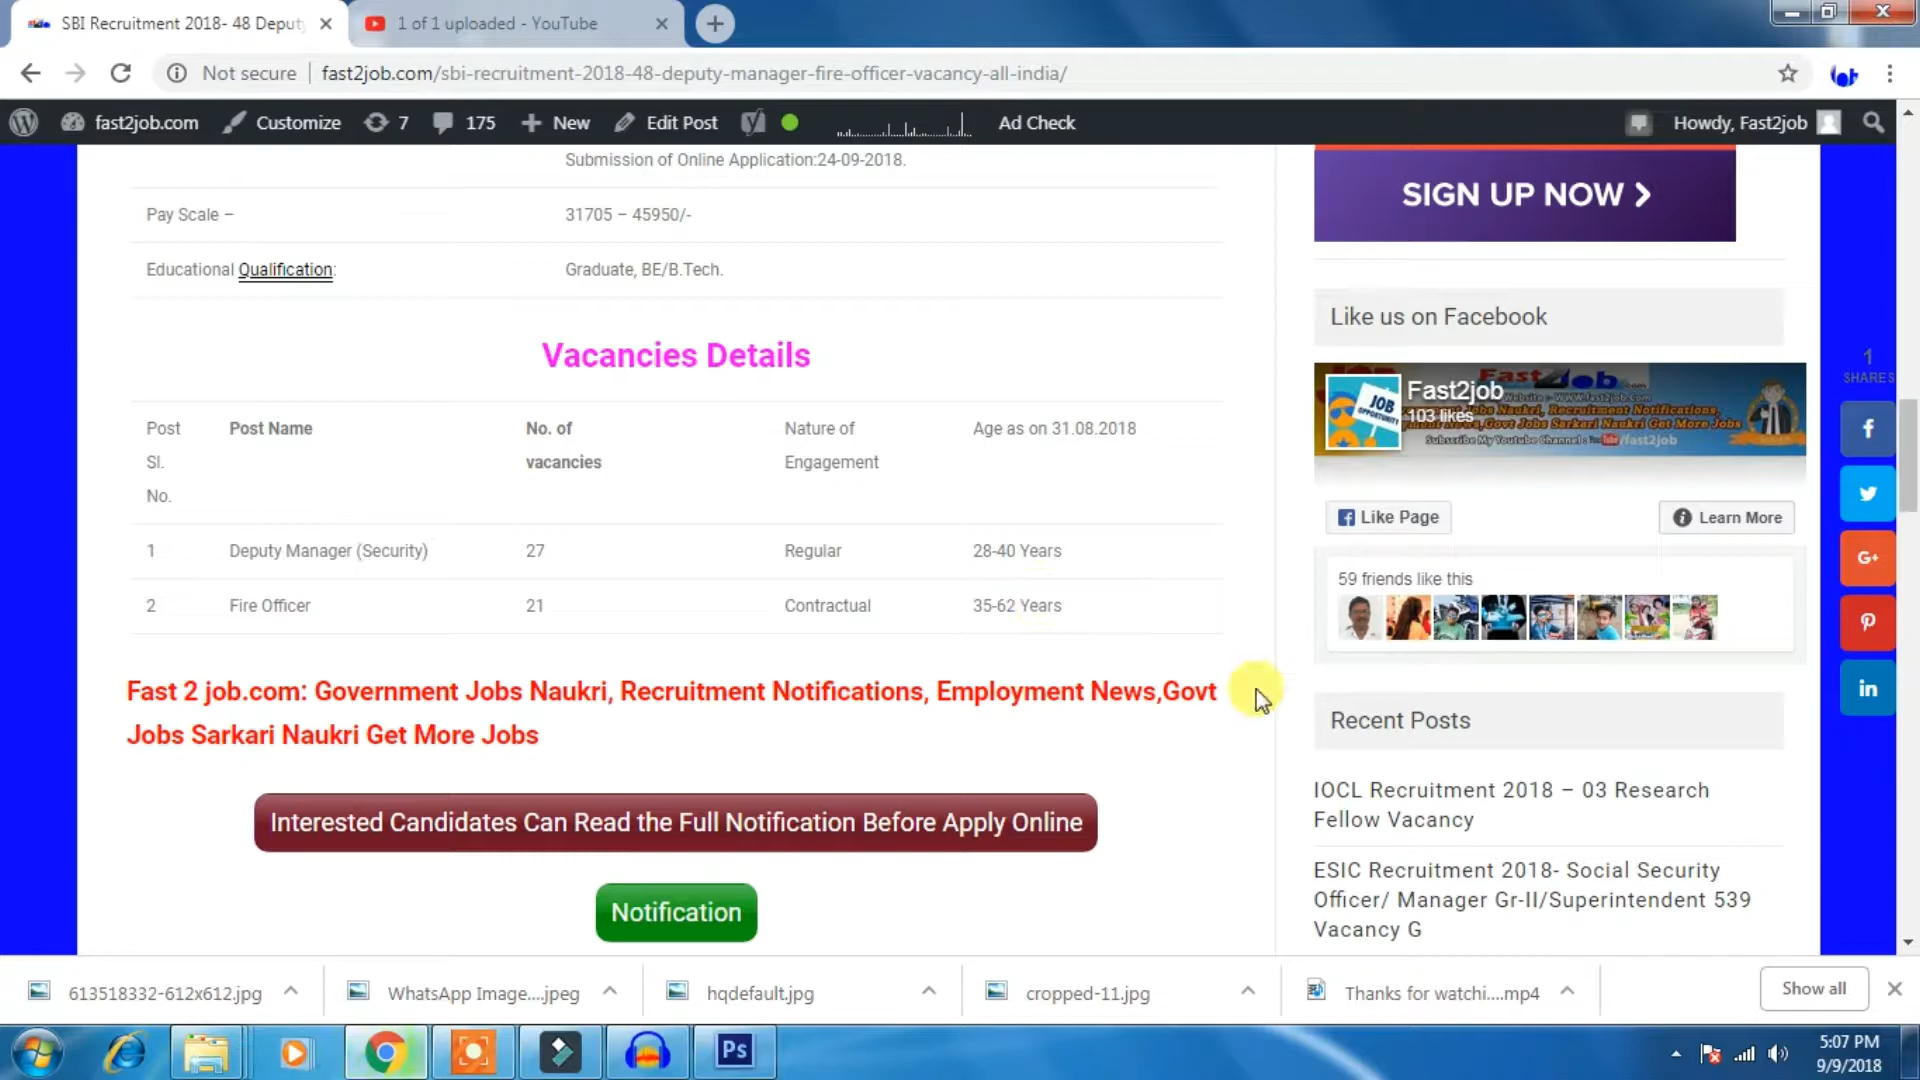 SBI Recruitment 2018- 48 Deputy
1 of 1 uploaded - YouTube
Not secure
fast2job.com/sbi-recruitment-2018-48-deputy-manager-fire-officer-vacancy-all-india/
fast2job.com
Customize
7
175
New
Edit Post
Ad Check
Howdy, Fast2job
Submission of Online Application:24-09-2018.
Pay Scale –
31705 – 45950/-
Educational Qualification:
Graduate, BE/B.Tech.
Vacancies Details
Post
Sl.
No.
Post Name
No. of
vacancies
Nature of
Engagement
Age as on 31.08.2018
1 Deputy Manager (Security) 27 Regular 28-40 Years
2 Fire Officer 21 Contractual 35-62 Years
Fast 2 job.com: Government Jobs Naukri, Recruitment Notifications, Employment News,Govt
Jobs Sarkari Naukri Get More Jobs
Interested Candidates Can Read the Full Notification Before Apply Online
Notification
SIGN UP NOW
Like us on Facebook
JOB
OPPORTUNITY
Fast2job
103 likes
Like Page
Learn More
59 friends like this
Recent Posts
IOCL Recruitment 2018 – 03 Research
Fellow Vacancy
ESIC Recruitment 2018- Social Security
Officer/ Manager Gr-II/Superintendent 539
Vacancy G
1
SHARES
G+
in
613518332-612x612.jpg
WhatsApp Image....jpeg
hqdefault.jpg
cropped-11.jpg
Thanks for watchi....mp4
Show all
Ps
5:07 PM
9/9/2018